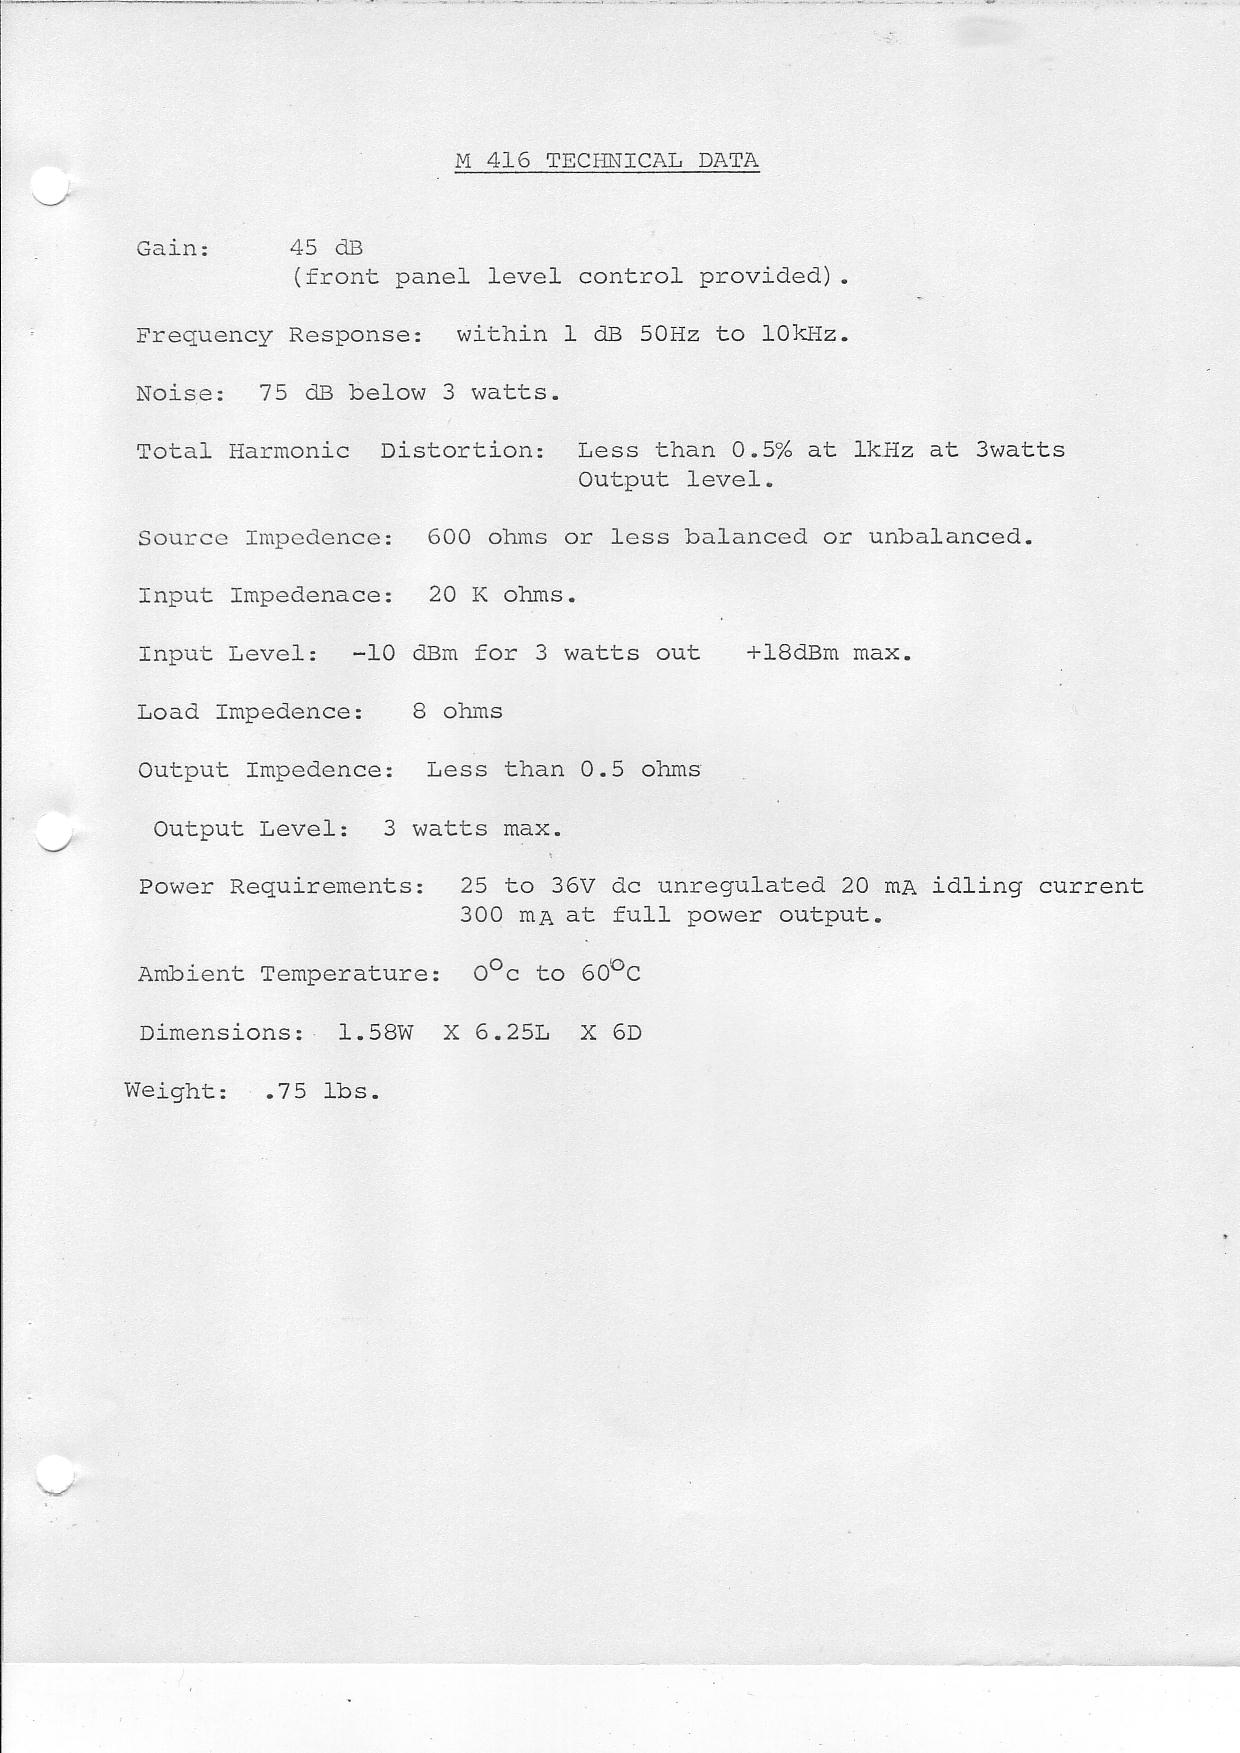 M 416 TECHNICAL DATA
Gain: 45 dB
(front panel level control provided).
Frequency Response: within 1 dB 50Hz to 10kHz.
Noise: 75 dB below 3 watts.
Total Harmonic Distortion: Less than 0.5% at 1kHz at 3watts
Output level.
Source Impedence: 600 ohms or less balanced or unbalanced.
Input Impedenace: 20 K ohms.
Input Level: -10 dBm for 3 watts out +18dBm max.
Load Impedence: 8 ohms
Output Impedence: Less than 0.5 ohms
Output Level: 3 watts max.
Power Requirements: 25 to 36V dc unregulated 20 mA idling current
300 mA at full power output.
Ambient Temperature: 0°c to 60°C
Dimensions: 1.58W X 6.25L X 6D
Weight: .75 lbs.